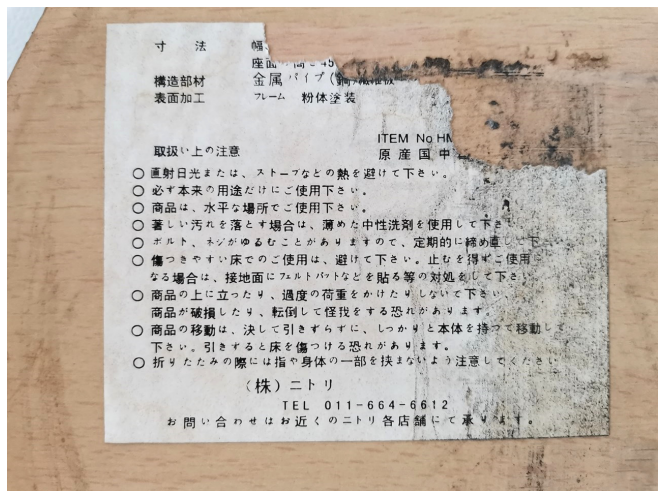 寸 法 幅
座面 高さ45
構造部材 金属パイプ(鋼)繊維板
表面加工 フレーム 粉体塗装
ITEM No HM
取扱い上の注意 原産国 中
○直射日光または、ストーブなどの熱を避けて下さい。
○必ず本来の用途だけにご使用下さい。
○商品は、水平な場所でご使用下さい。
○著しい汚れを落とす場合は、薄めた中性洗剤を使用して下さい
○ボルト、ネジがゆるむことがありますので、定期的に締め直して下
○傷つきやすい床でのご使用は、避けて下さい。止むを得ずご使用に
なる場合は、接地面にフェルトパットなどを貼る等の対処をして下さい
○商品の上に立ったり、過度の荷重をかけたりしないで下さい
商品が破損したり、転倒して怪我をする恐れがあります。
○商品の移動は、決して引きずらずに、しっかりと本体を持って移動して
下さい。引きずると床を傷つける恐れがあります。
○折りたたみの際には指や身体の一部を挟まないよう注意してください
(株)ニトリ
TEL 011-664-6612
お問い合わせはお近くのニトリ各店舗にて承ります。